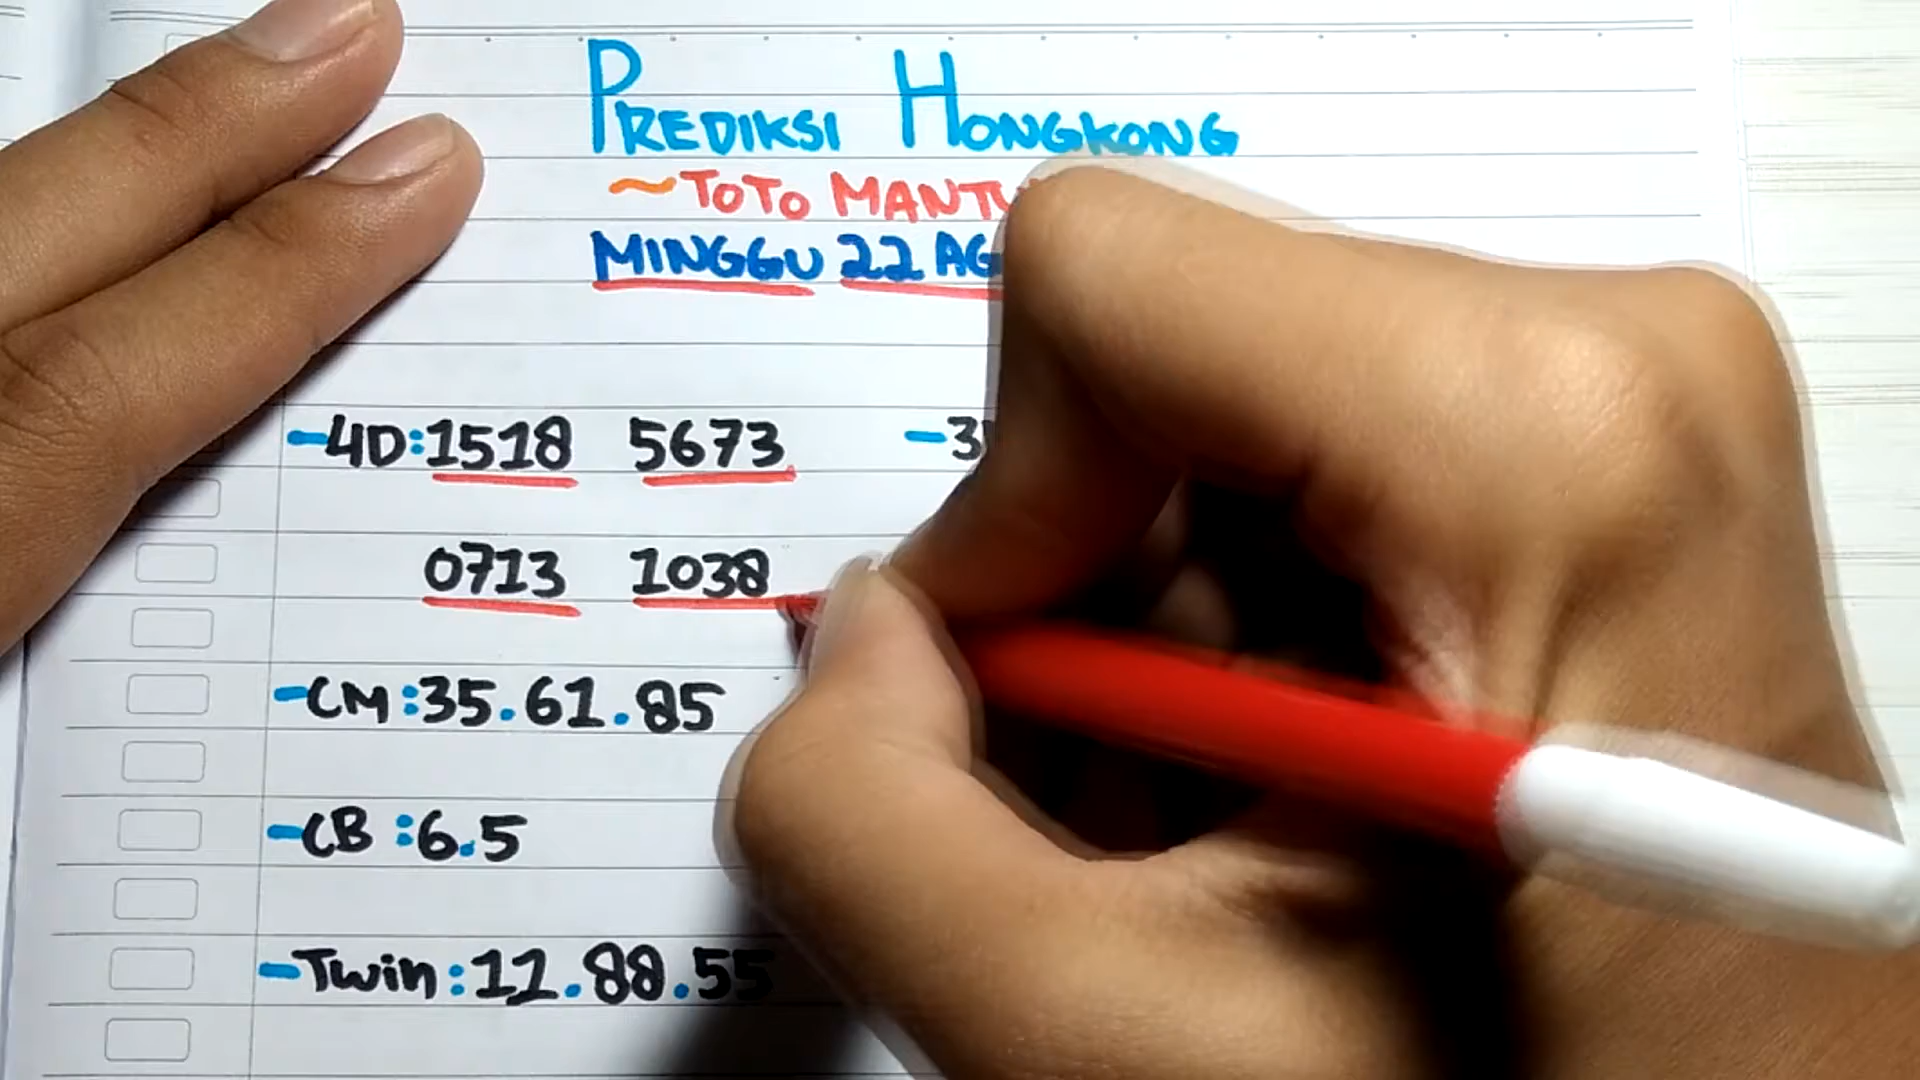 PREDIKSI HONGKONG
~TOTO
MINGGU 22
-4D:1518 5673
0713 1038
-CM:35.61.85
-CB:6.5
-Twin:11.88.55